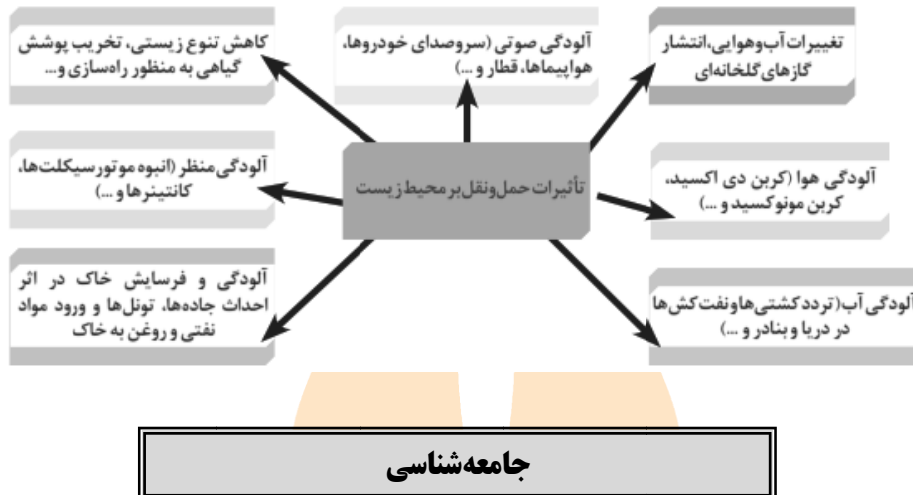 تغییرات آب‌وهوایی،انتشار
گازهای گلخانه‌ای
آلودگی صوتی (سروصدای خودروها،
هواپیماها، قطار و ...)
کاهش تنوع زیستی، تخریب پوشش
گیاهی به منظور راه‌سازی و...
تأثیرات حمل‌ونقل بر محیط زیست
آلودگی هوا (کربن دی اکسید،
کربن مونوکسید و ...)
آلودگی منظر (انبوه موتورسیکلت‌ها،
کانتینرها و ...)
آلودگی آب(تردد کشتی‌ها و نفت‌کش‌ها
در دریا و بنادر و ...)
آلودگی و فرسایش خاک در اثر
احداث جاده‌ها، تونل‌ها و ورود مواد
نفتی و روغن به خاک
جامعه‌شناسی